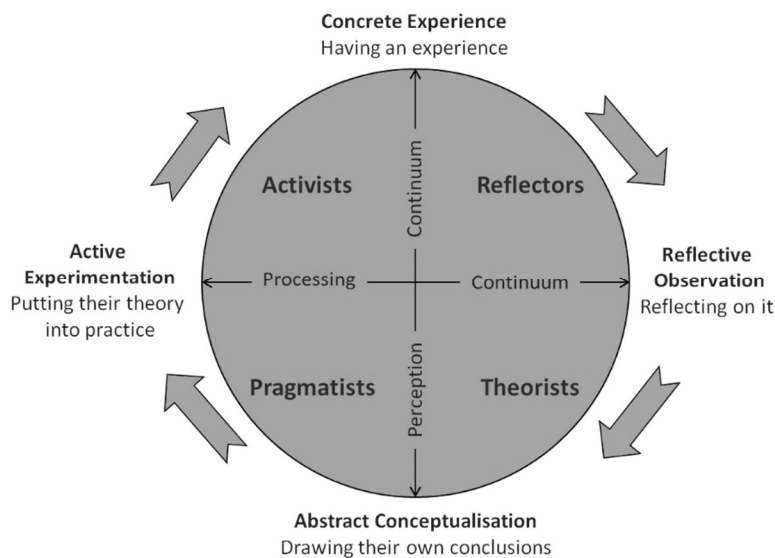 Concrete Experience
Having an experience
Activists
Reflectors
Continuum
Active
Experimentation
Putting their theory
into practice
Processing
Continuum
Reflective
Observation
Reflecting on it
Pragmatists
Theorists
Perception
Abstract Conceptualisation
Drawing their own conclusions